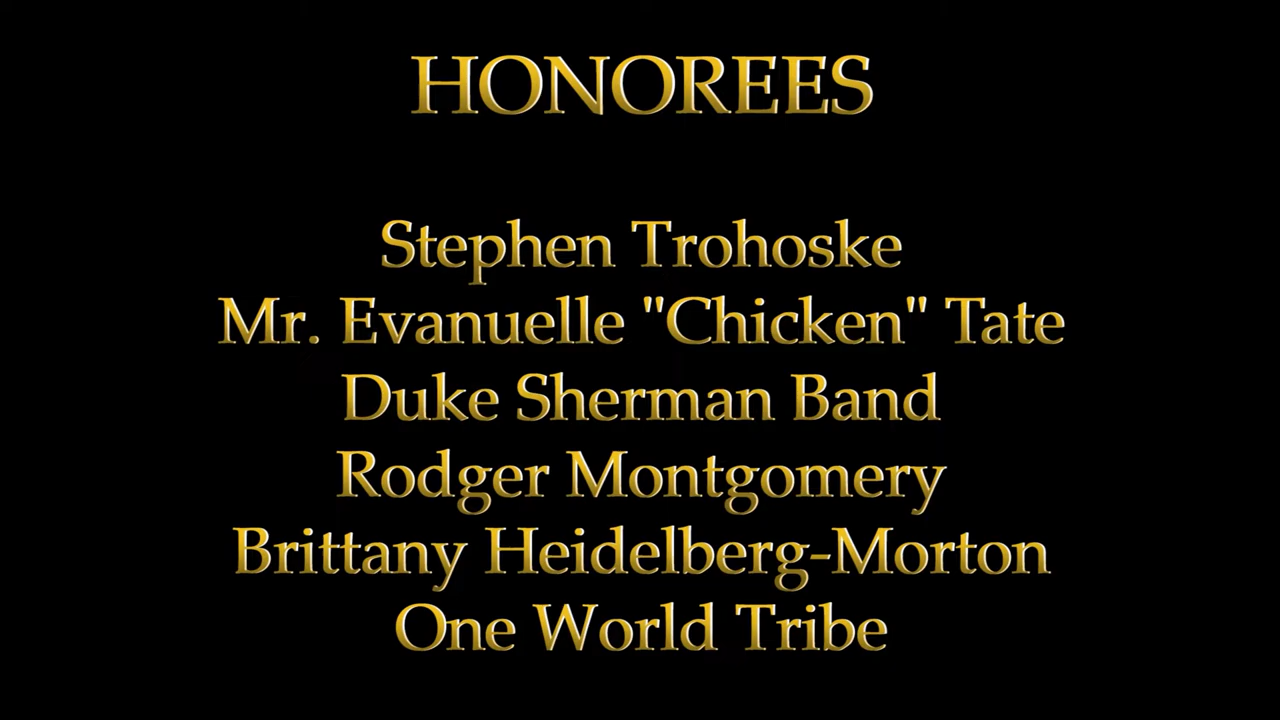 HONOREES
Stephen Trohoske
Mr. Evanuelle "Chicken" Tate
Duke Sherman Band
Rodger Montgomery
Brittany Heidelberg-Morton
One World Tribe